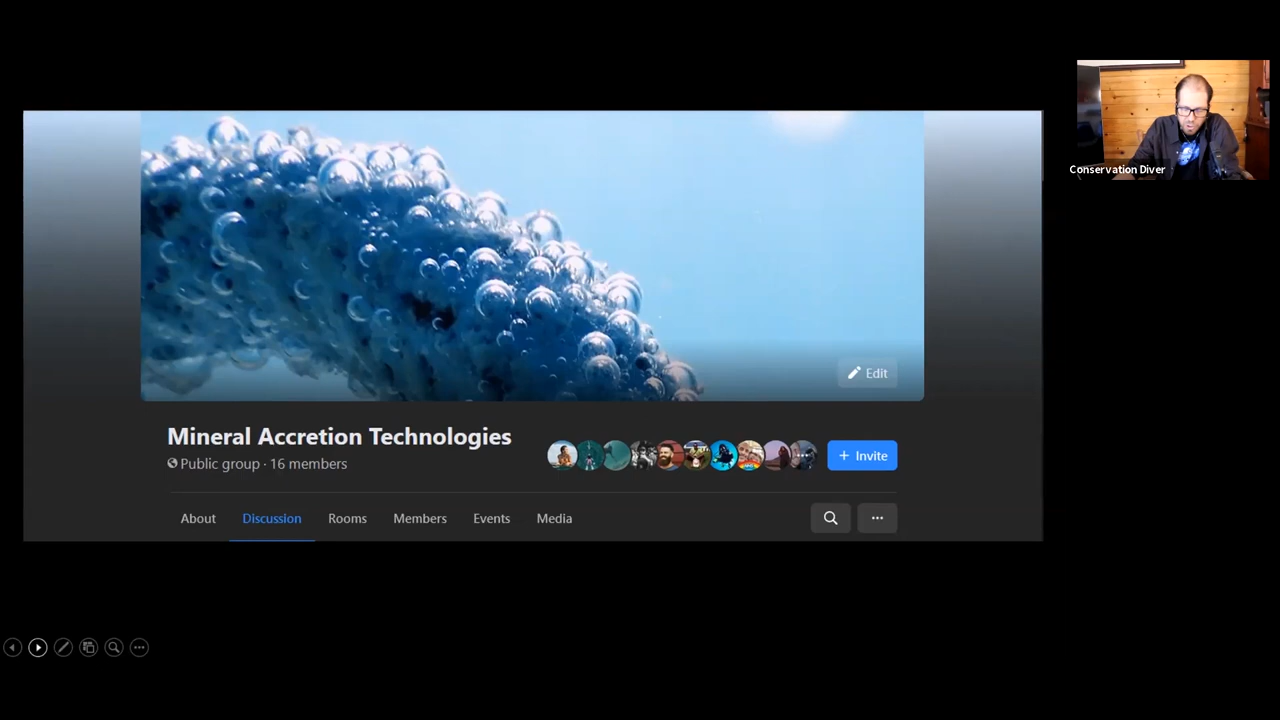 Conservation Diver
Edit
Mineral Accretion Technologies
Public group · 16 members
+ Invite
About
Discussion
Rooms
Members
Events
Media